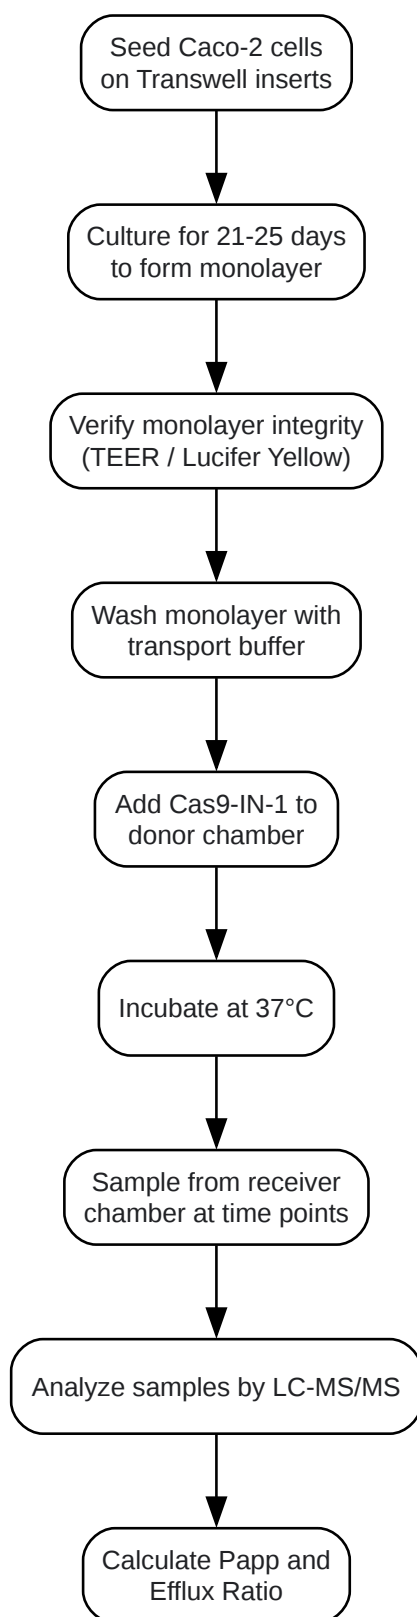 Seed Caco-2 cells
on Transwell inserts
Culture for 21-25 days
to form monolayer
Verify monolayer integrity
(TEER / Lucifer Yellow)
Wash monolayer with
transport buffer
Add Cas9-IN-1 to
donor chamber
Incubate at 37°C
Sample from receiver
chamber at time points
Analyze samples by LC-MS/MS
Calculate Papp and
Efflux Ratio